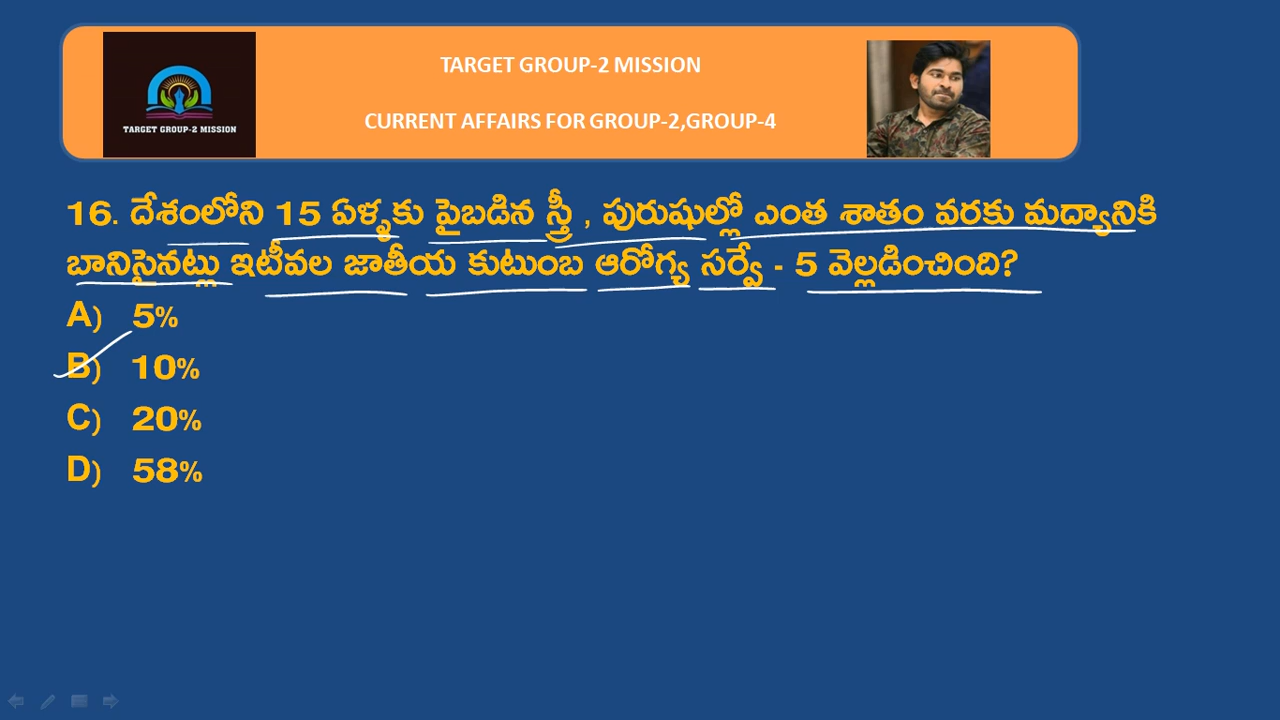 TARGET GROUP-2 MISSION
CURRENT AFFAIRS FOR GROUP-2,GROUP-4
TARGET GROUP-2 MISSION
16. దేశంలోని 15 ఏళ్ళకు పైబడిన స్త్రీ , పురుషుల్లో ఎంత శాతం వరకు మద్యానికి
బానిసైనట్లు ఇటీవల జాతీయ కుటుంబ ఆరోగ్య సర్వే - 5 వెల్లడించింది?
A) 5%
B) 10%
C) 20%
D) 58%